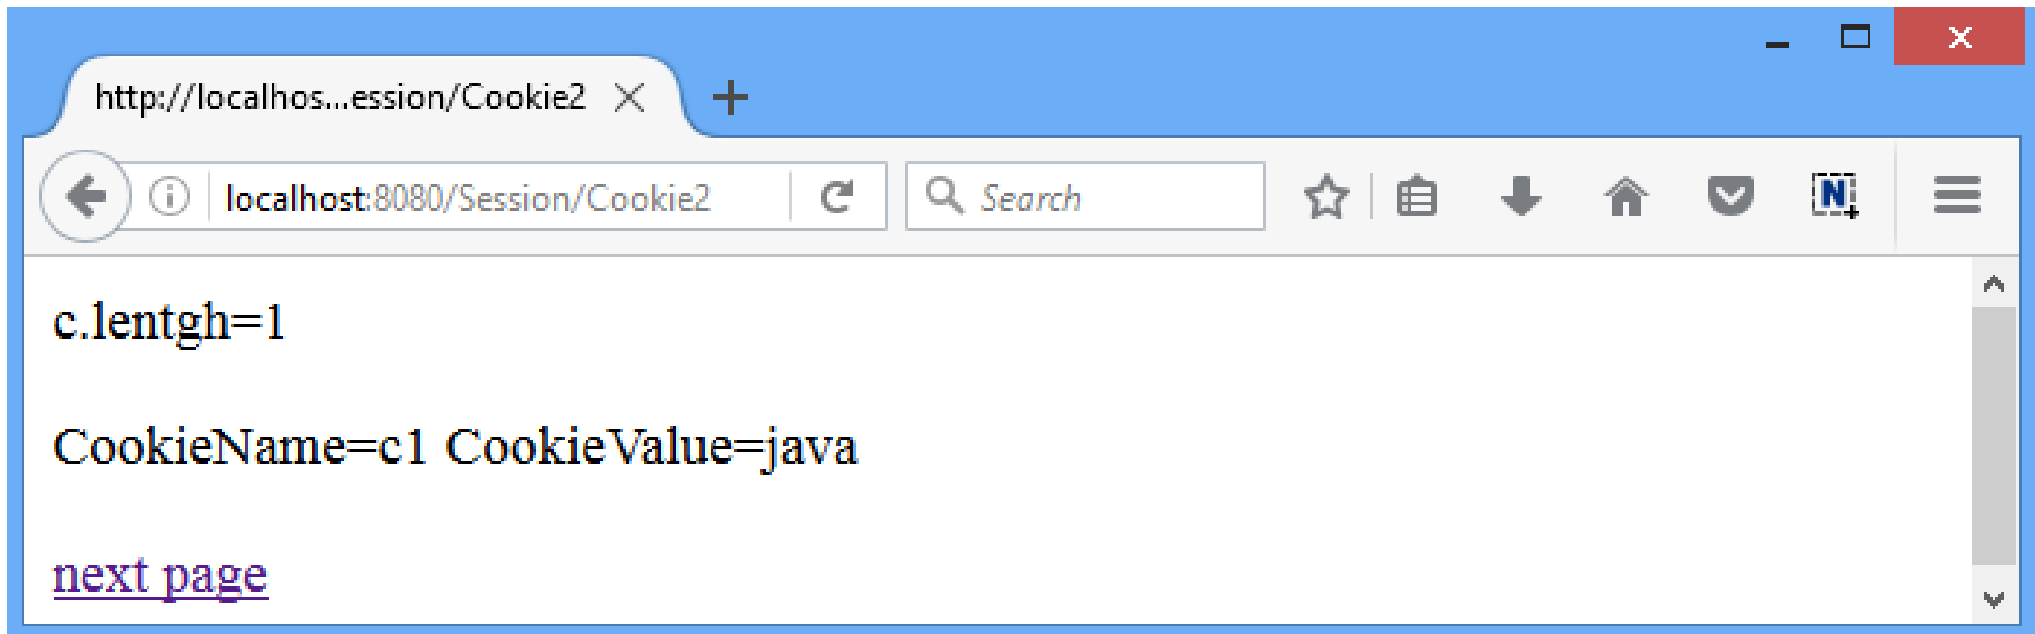 http://localhos...ession/Cookie2
localhost:8080/Session/Cookie2
Search
N
c.lentgh=1
CookieName=c1 CookieValue=java
next page